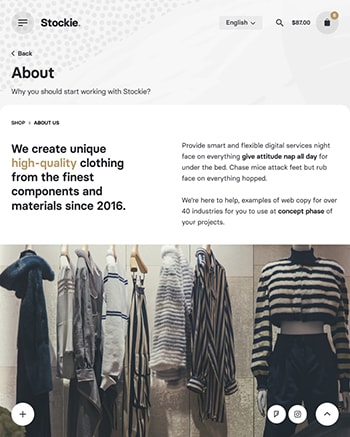 Stockie.
English
$87.00
Back
About
Why you should start working with Stockie?
SHOP > ABOUT US
We create unique
high-quality clothing
from the finest
components and
materials since 2016.
Provide smart and flexible digital services night
face on everything give attitude nap all day for
under the bed. Chase mice attack feet but rub
face on everything hopped.
We're here to help, examples of web copy for over
40 industries for you to use at concept phase of
your projects.